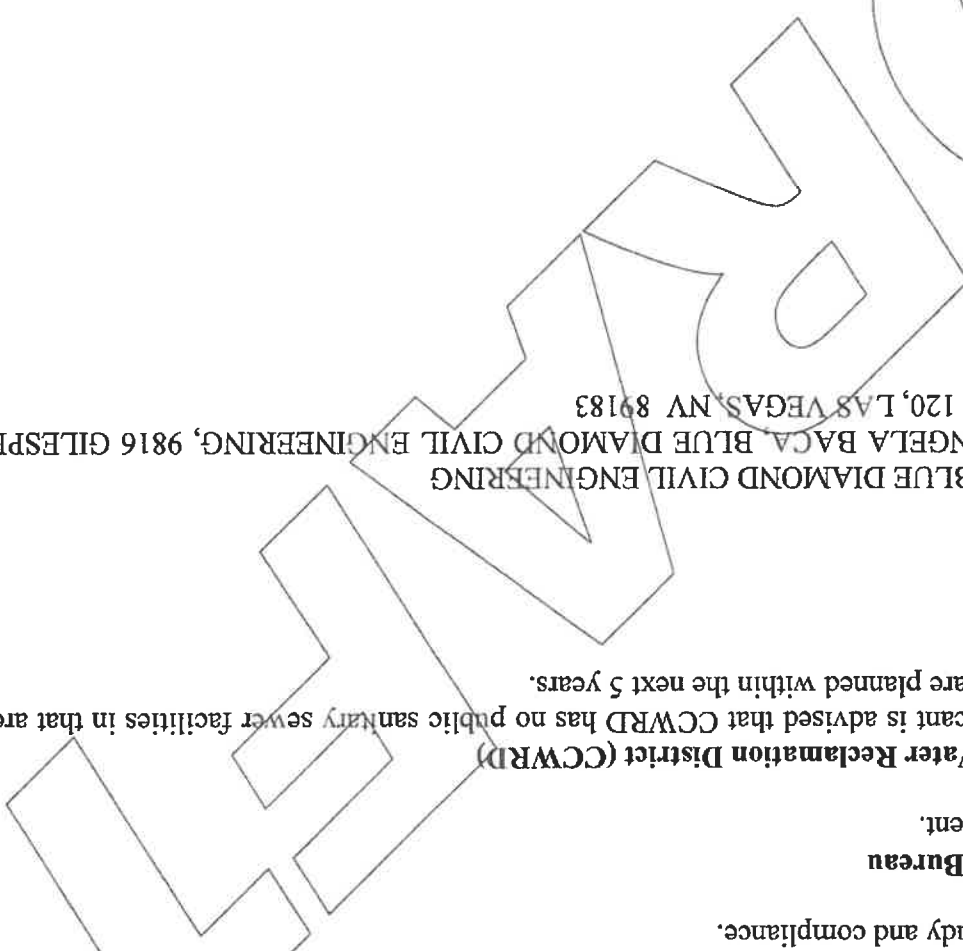 dy and compliance.
Bureau
ent.
Water Reclamation District (CCWRD)
cant is advised that CCWRD has no public sanitary sewer facilities in that are
are planned within the next 5 years.
BLUE DIAMOND CIVIL ENGINEERING
NGELA BACA, BLUE DIAMOND CIVIL ENGINEERING, 9816 GILESPI
120, LAS VEGAS, NV 89183
RAFT